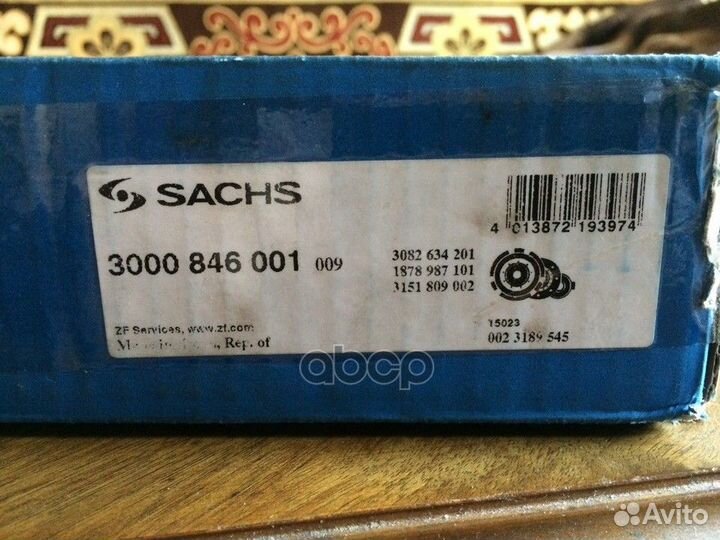 SACHS
3000 846 001 009
3082 634 201
1878 987 101
3151 809 002
4 013872 193974
ZF Services, www.zf.com
Rep. of
15023
002 3189 545
abcp
Avito